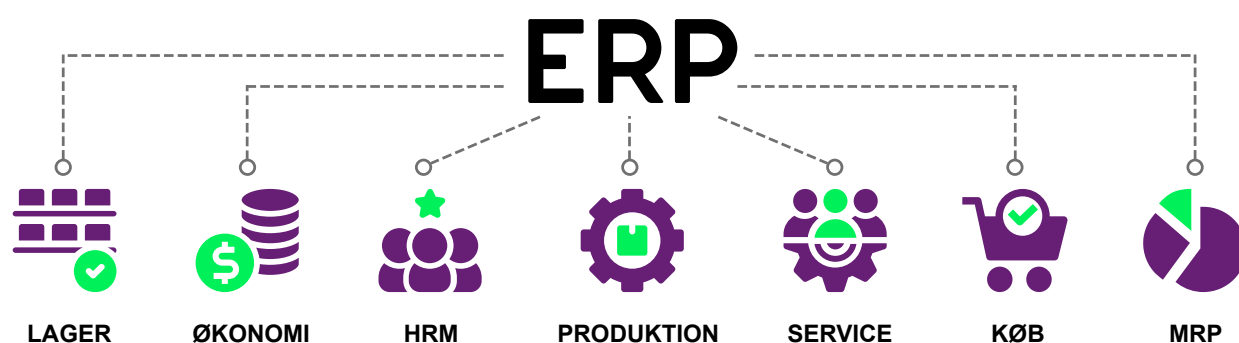 ERP
$
LAGER
ØKONOMI
HRM
PRODUKTION
SERVICE
KØB
MRP